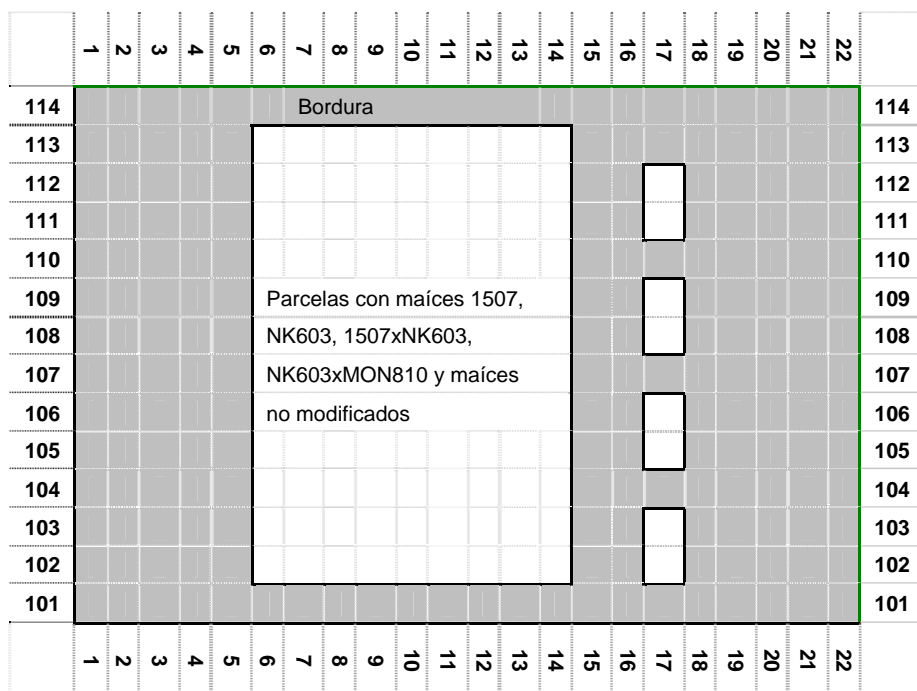 1 2 3 4 5 6 7 8 9 10 11 12 13 14 15 16 17 18 19 20 21 22
114 Bordura 114
113 113
112 112
111 111
110 110
109 Parcelas con maíces 1507, 109
108 NK603, 1507xNK603, 108
107 NK603xMON810 y maíces 107
106 no modificados 106
105 105
104 104
103 103
102 102
101 101
1 2 3 4 5 6 7 8 9 10 11 12 13 14 15 16 17 18 19 20 21 22